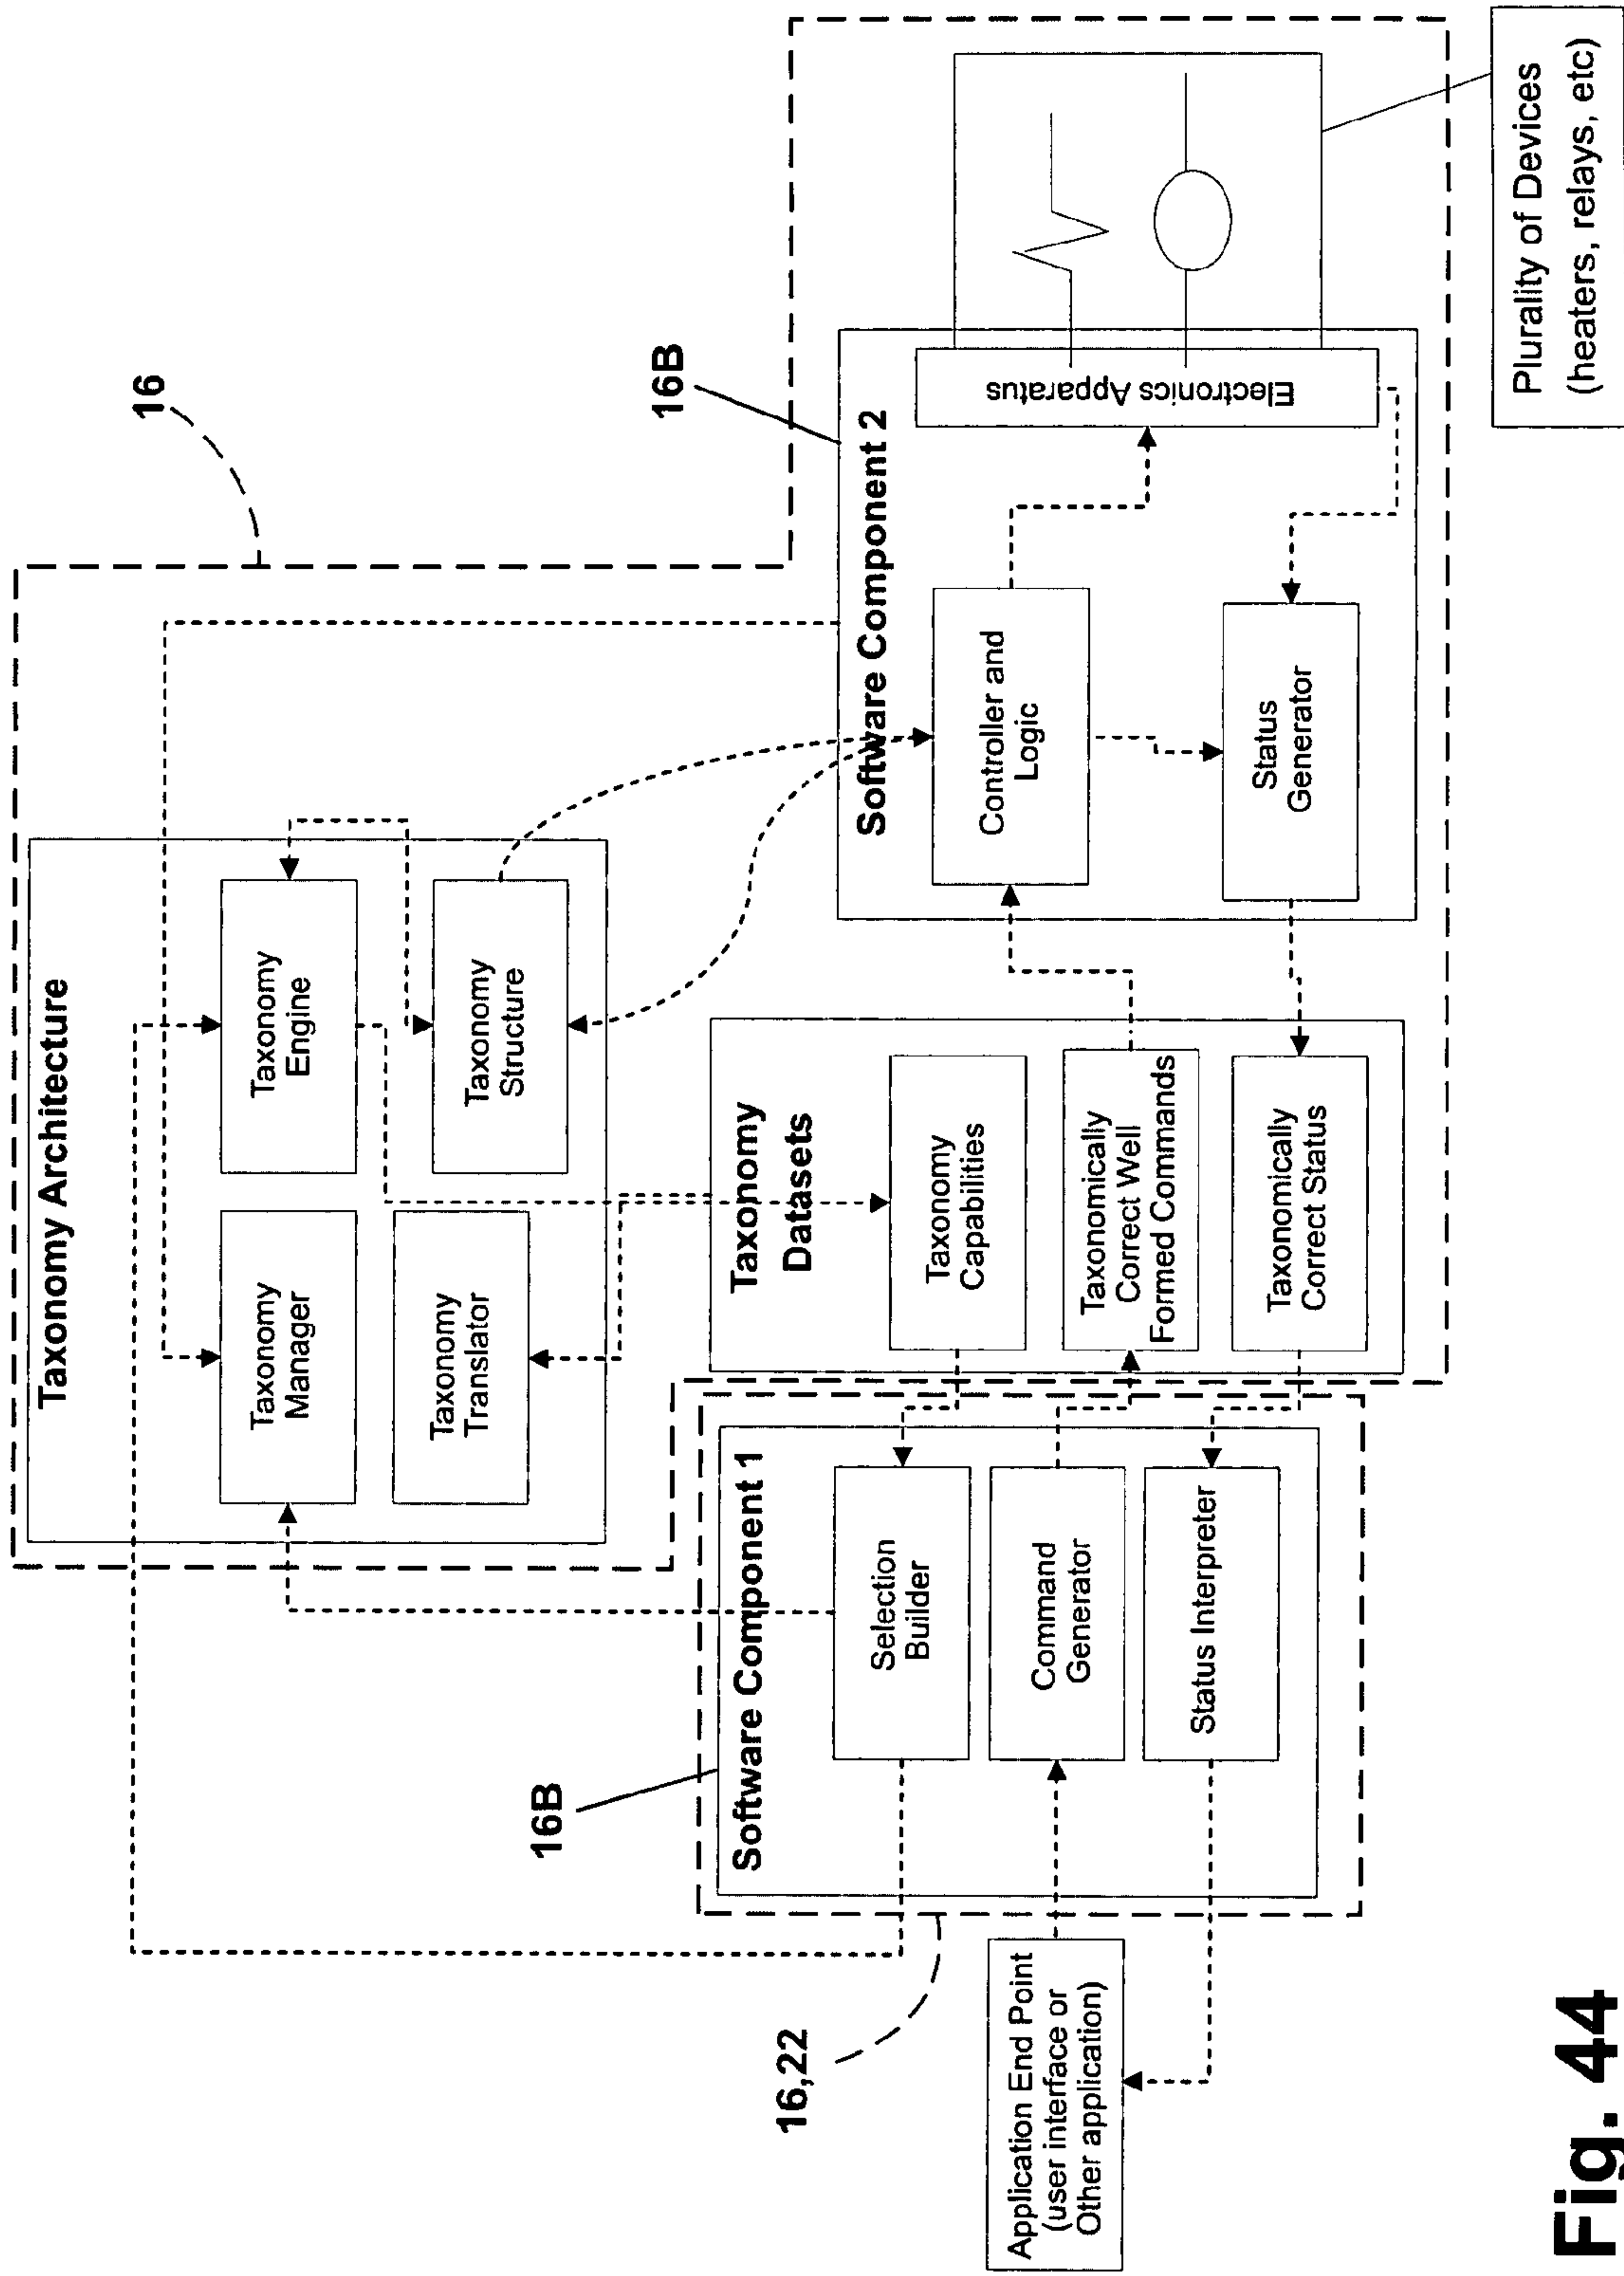 16
Taxonomy Architecture
Taxonomy
Manager
Taxonomy
Engine
Taxonomy
Translator
Taxonomy
Structure
16B
Software Component 1
Selection
Builder
Command
Generator
Status Interpreter
16,22
Application End Point
(user interface or
Other application)
Taxonomy
Datasets
Taxonomy
Capabilities
Taxonomically
Correct Well
Formed Commands
Taxonomically
Correct Status
16B
Software Component 2
Controller and
Logic
Status
Generator
Electronics Apparatus
Plurality of Devices
(heaters, relays, etc)
Fig. 44